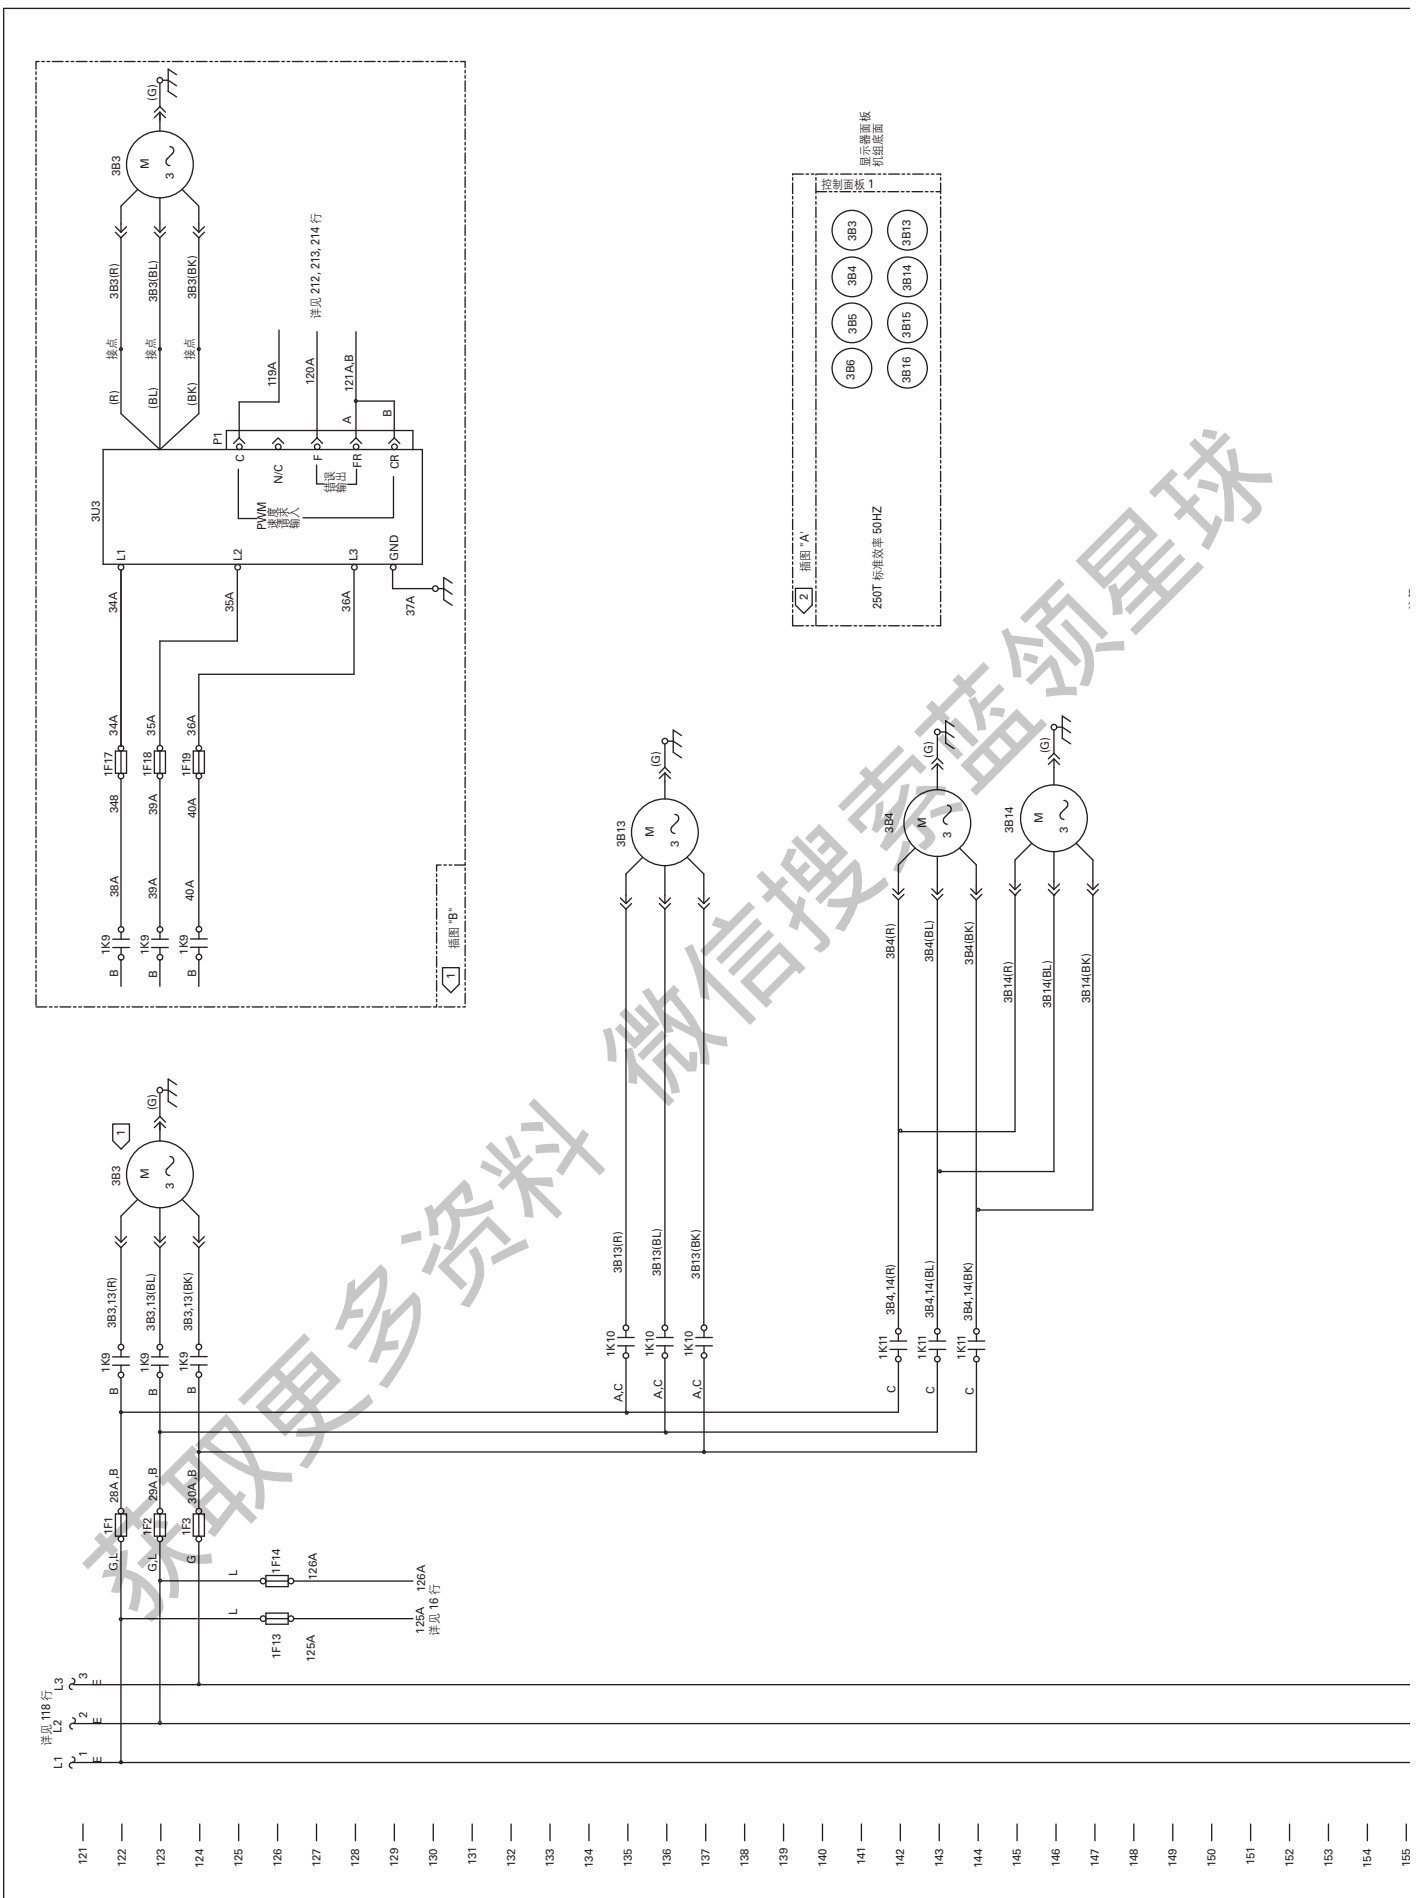 3B3
M
3
(G)
3B3(R)
3B3(BL)
3B3(BK)
接点
接点
接点
(R)
(BL)
(BK)
详见 212, 213, 214 行
119A
120A
121A,B
A
B
P1
C
N/C
F
FR
CR
错误
输出
PWM
速度
请求
输入
3U3
L1
L2
L3
GND
34A
35A
36A
37A
34A
35A
36A
1F17
1F18
1F19
348
39A
40A
38A
39A
40A
1K9
1K9
1K9
B
B
B
1
插图 "B"
显示器面板
机组底面
控制面板 1
3B3
3B4
3B5
3B6
3B13
3B14
3B15
3B16
2
插图 "A'
250T 标准效率 50HZ
1
3B3
M
3
(G)
3B3,13(R)
3B3,13(BL)
3B3,13(BK)
1K9
1K9
1K9
B
B
B
28A ,B
29A ,B
30A ,B
1F1
1F2
1F3
G,L
G,L
G
L
1F14
126A
126A
L
1F13
125A
125A
详见 16 行
3B13
M
3
(G)
3B13(R)
3B13(BL)
3B13(BK)
1K10
1K10
1K10
A,C
A,C
A,C
3B4
M
3
(G)
3B4(R)
3B4(BL)
3B4(BK)
3B14
M
3
(G)
3B14(R)
3B14(BL)
3B14(BK)
3B4,14(R)
3B4,14(BL)
3B4,14(BK)
1K11
1K11
1K11
C
C
C
详见 118 行
L1
L2
L3
1
2
3
E
E
E
121
122
123
124
125
126
127
128
129
130
131
132
133
134
135
136
137
138
139
140
141
142
143
144
145
146
147
148
149
150
151
152
153
154
155
获取更多资料 微信搜索蓝领星球